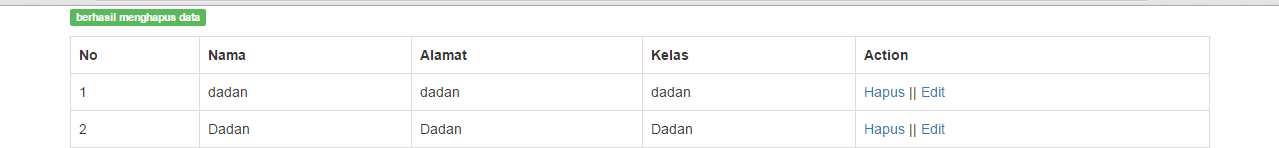 berhasil menghapus data
No Nama Alamat Kelas Action
1 dadan dadan dadan Hapus || Edit
2 Dadan Dadan Dadan Hapus || Edit